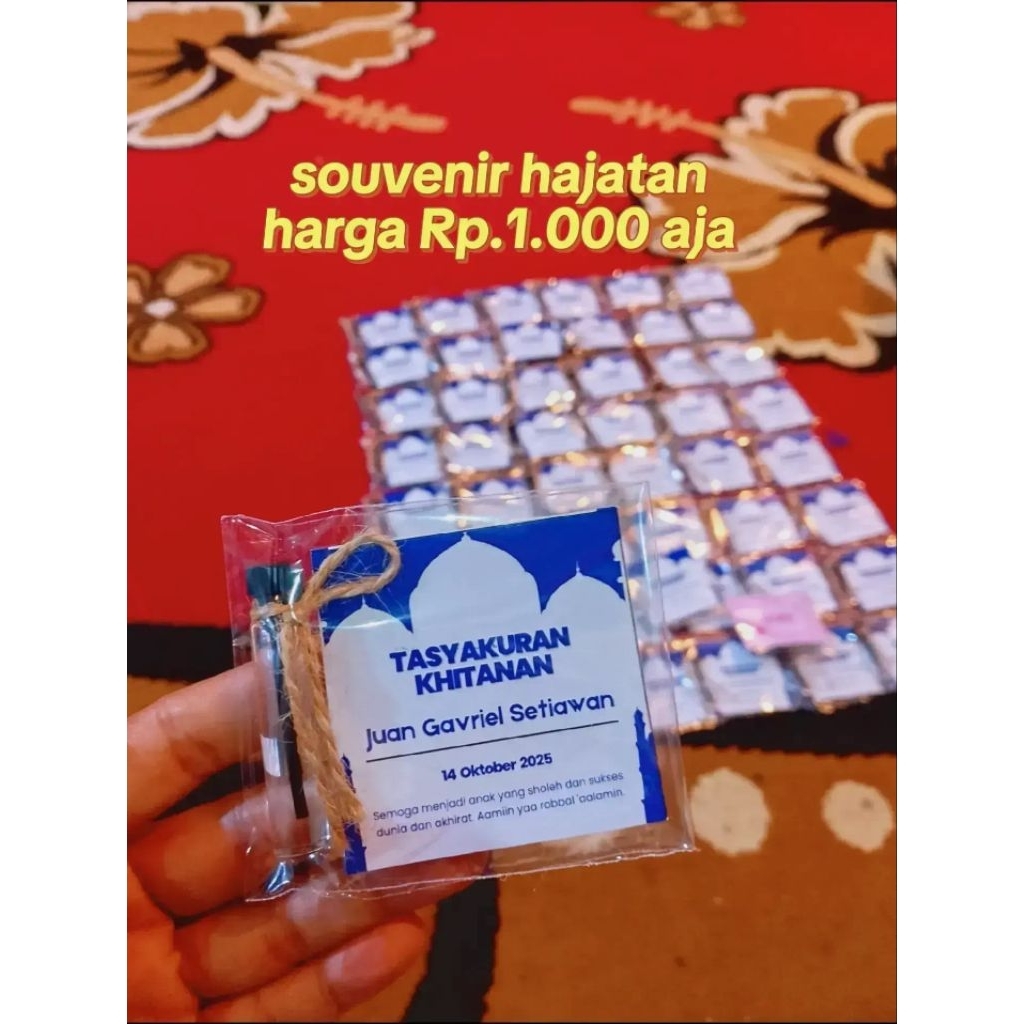 souvenir hajatan
harga Rp.1.000 aja
TASYAKURAN
KHITANAN
Juan Gavriel Setiawan
14 Oktober 2025
Semoga menjadi anak yang sholeh dan sukses
dunia dan akhirat. Aamiin yaa robbal 'aalamin.